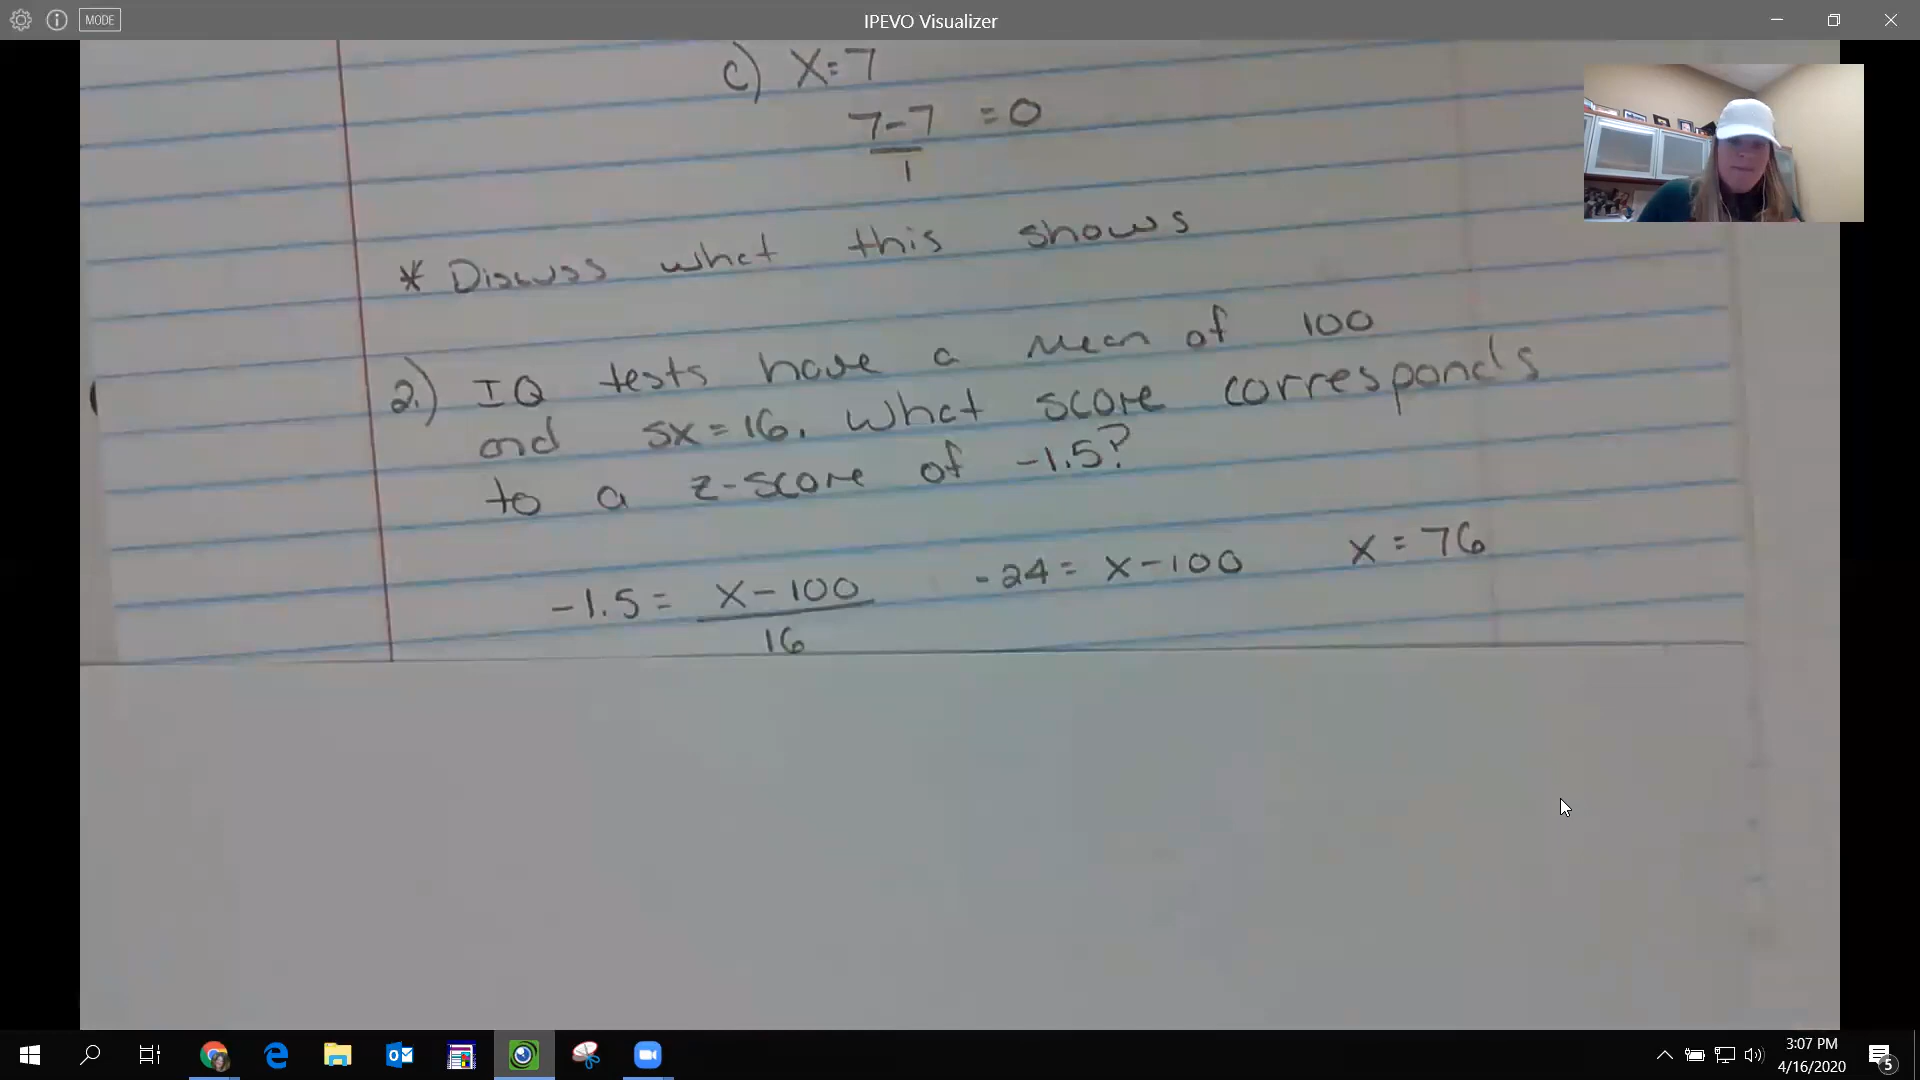 MODE
IPEVO Visualizer
c) X=7
7-7 =0
1
* Discuss what this shows
2.) IQ tests have a mean of 100
and sx=16. What score corresponds
to a z-score of -1.5?
-1.5= x-100 -24= x-100 x=76
16
3:07 PM
4/16/2020
5